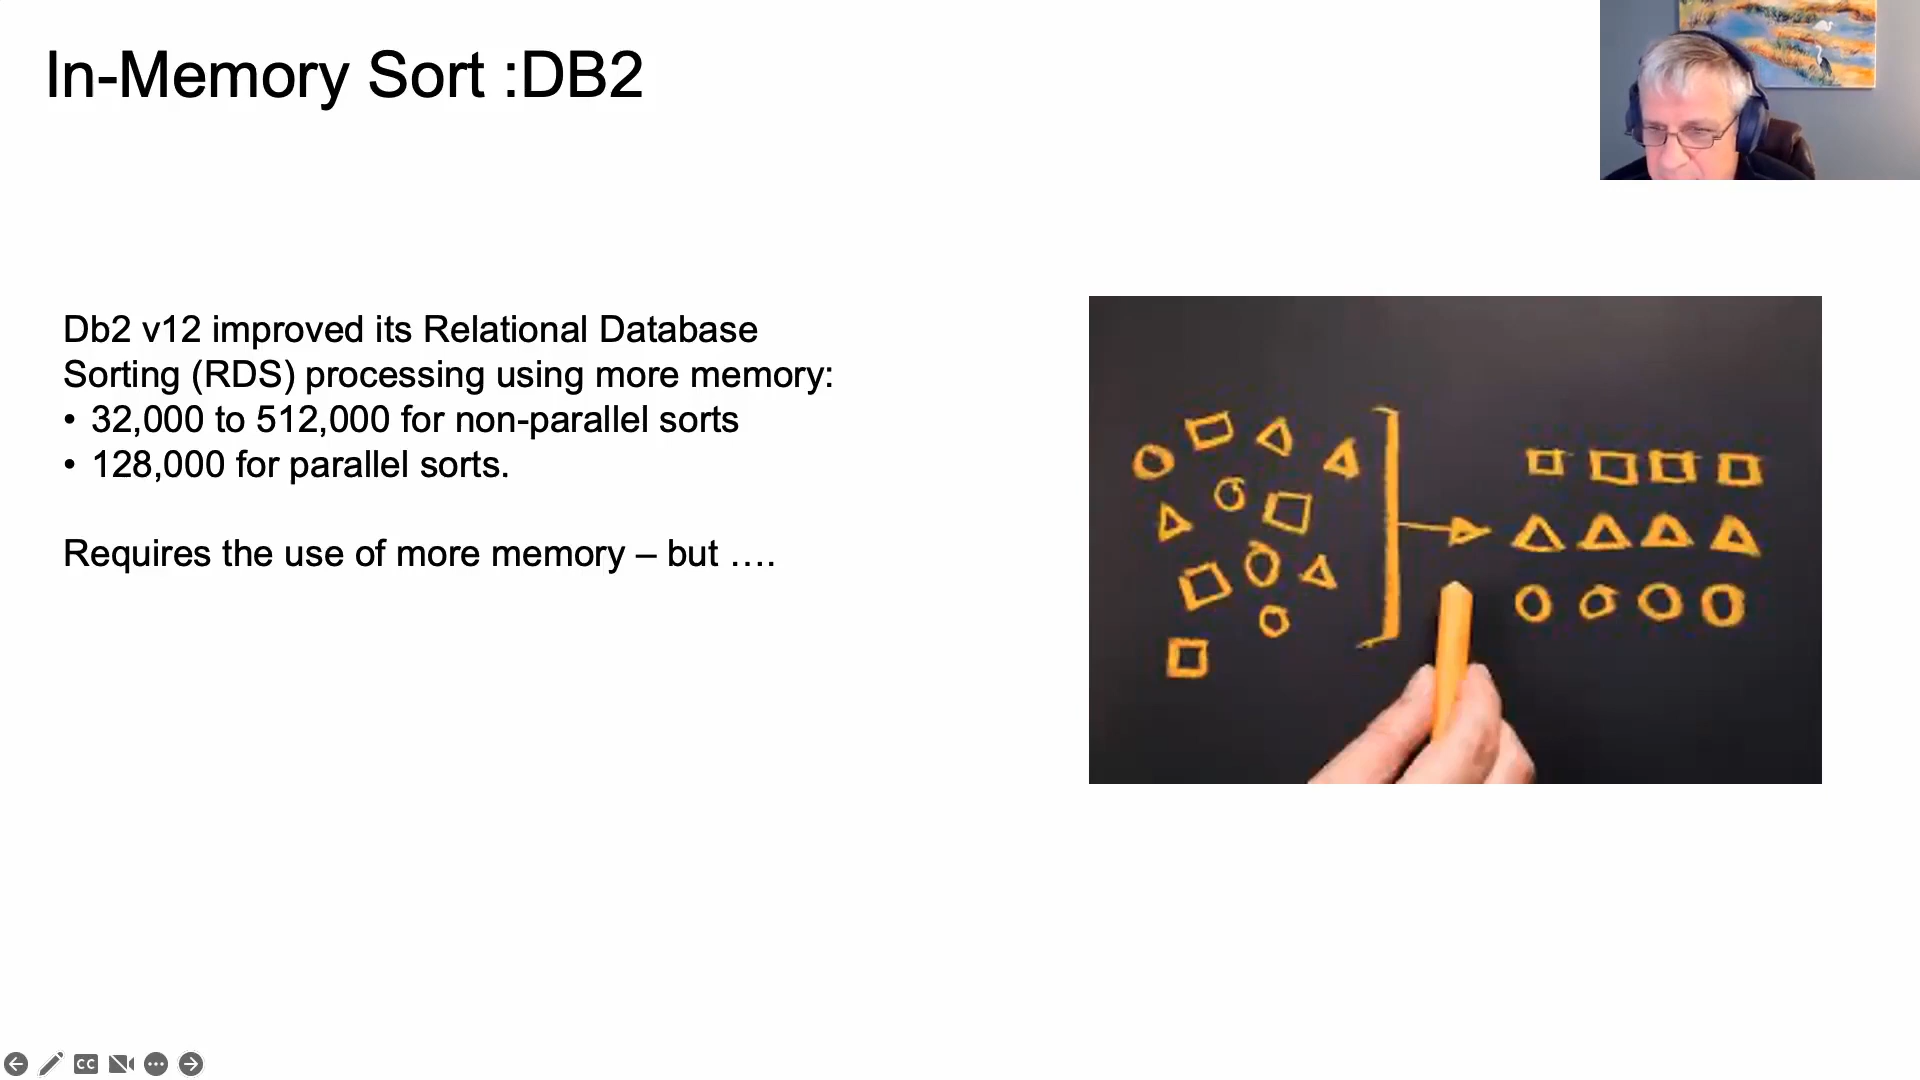 In-Memory Sort :DB2
Db2 v12 improved its Relational Database
Sorting (RDS) processing using more memory:
• 32,000 to 512,000 for non-parallel sorts
• 128,000 for parallel sorts.
Requires the use of more memory – but ….
CC